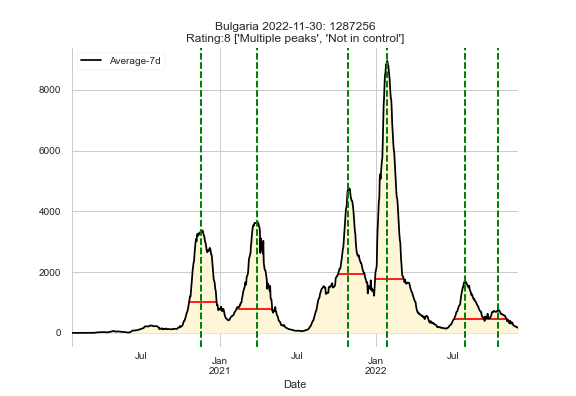 Bulgaria 2022-11-30: 1287256
Rating:8 ['Multiple peaks', 'Not in control']
Average-7d
8000
6000
4000
2000
0
Jul
Jan
2021
Jul
Jan
2022
Jul
Date